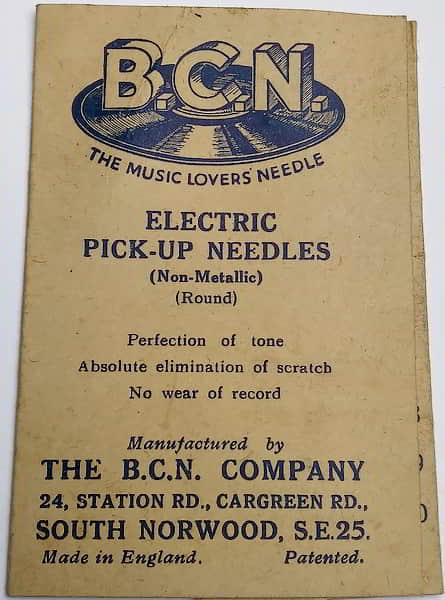 B.C.N.
THE MUSIC LOVERS' NEEDLE
ELECTRIC
PICK-UP NEEDLES
(Non-Metallic)
(Round)
Perfection of tone
Absolute elimination of scratch
No wear of record
Manufactured by
THE B.C.N. COMPANY
24, STATION RD., CARGREEN RD.,
SOUTH NORWOOD, S.E.25.
Made in England. Patented.